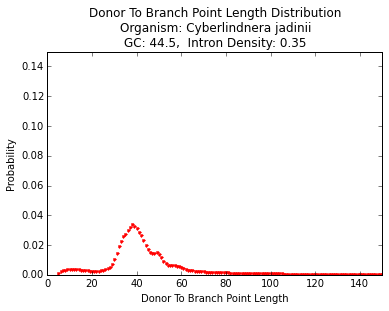 Donor To Branch Point Length Distribution
Organism: Cyberlindnera jadinii
GC: 44.5,  Intron Density: 0.35
0.14
0.12
0.10
0.08
0.06
0.04
0.02
0.00
Probability
0 20 40 60 80 100 120 140
Donor To Branch Point Length